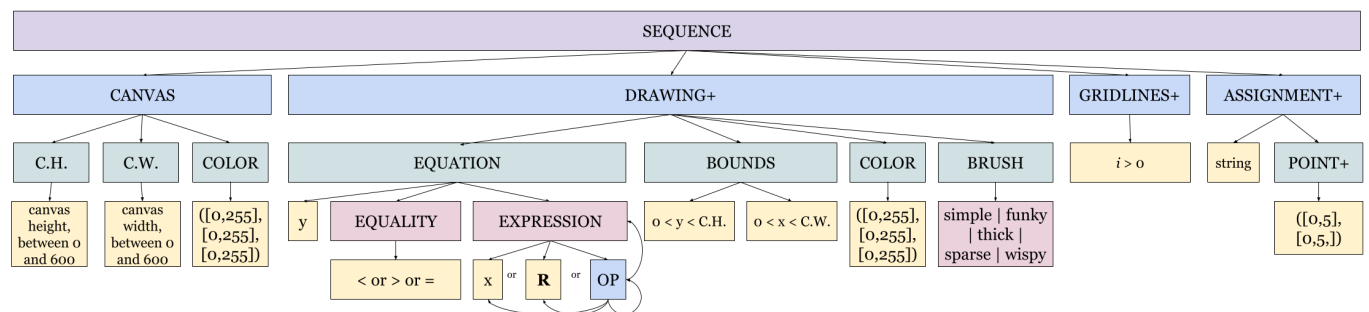 SEQUENCE
CANVAS
DRAWING+
GRIDLINES+
ASSIGNMENT+
C.H.
C.W.
COLOR
EQUATION
BOUNDS
COLOR
BRUSH
i > 0
string
POINT+
canvas
height,
between 0
and 600
canvas
width,
between 0
and 600
([0,255],
[0,255],
[0,255])
y
EQUALITY
EXPRESSION
0 < y < C.H.
0 < x < C.W.
([0,255],
[0,255],
[0,255])
simple | funky
| thick |
sparse | wispy
([0,5],
[0,5,])
< or > or =
x
or
R
or
OP